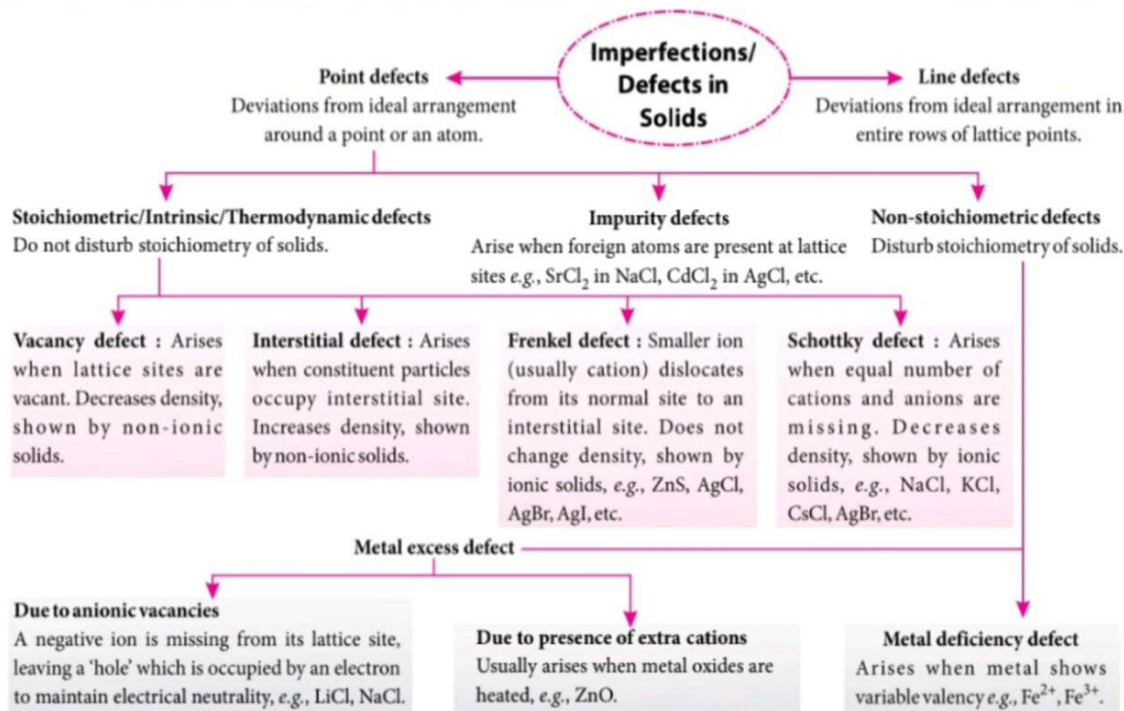 Imperfections/
Defects in
Solids
Point defects
Deviations from ideal arrangement
around a point or an atom.
Line defects
Deviations from ideal arrangement in
entire rows of lattice points.
Stoichiometric/Intrinsic/Thermodynamic defects
Do not disturb stoichiometry of solids.
Impurity defects
Arise when foreign atoms are present at lattice
sites e.g., SrCl₂ in NaCl, CdCl₂ in AgCl, etc.
Non-stoichiometric defects
Disturb stoichiometry of solids.
Vacancy defect : Arises
when lattice sites are
vacant. Decreases density,
shown by non-ionic
solids.
Interstitial defect : Arises
when constituent particles
occupy interstitial site.
Increases density, shown
by non-ionic solids.
Frenkel defect : Smaller ion
(usually cation) dislocates
from its normal site to an
interstitial site. Does not
change density, shown by
ionic solids, e.g., ZnS, AgCl,
AgBr, AgI, etc.
Schottky defect : Arises
when equal number of
cations and anions are
missing. Decreases
density, shown by ionic
solids, e.g., NaCl, KCl,
CsCl, AgBr, etc.
Metal excess defect
Due to anionic vacancies
A negative ion is missing from its lattice site,
leaving a ‘hole’ which is occupied by an electron
to maintain electrical neutrality, e.g., LiCl, NaCl.
Due to presence of extra cations
Usually arises when metal oxides are
heated, e.g., ZnO.
Metal deficiency defect
Arises when metal shows
variable valency e.g., Fe²⁺, Fe³⁺.